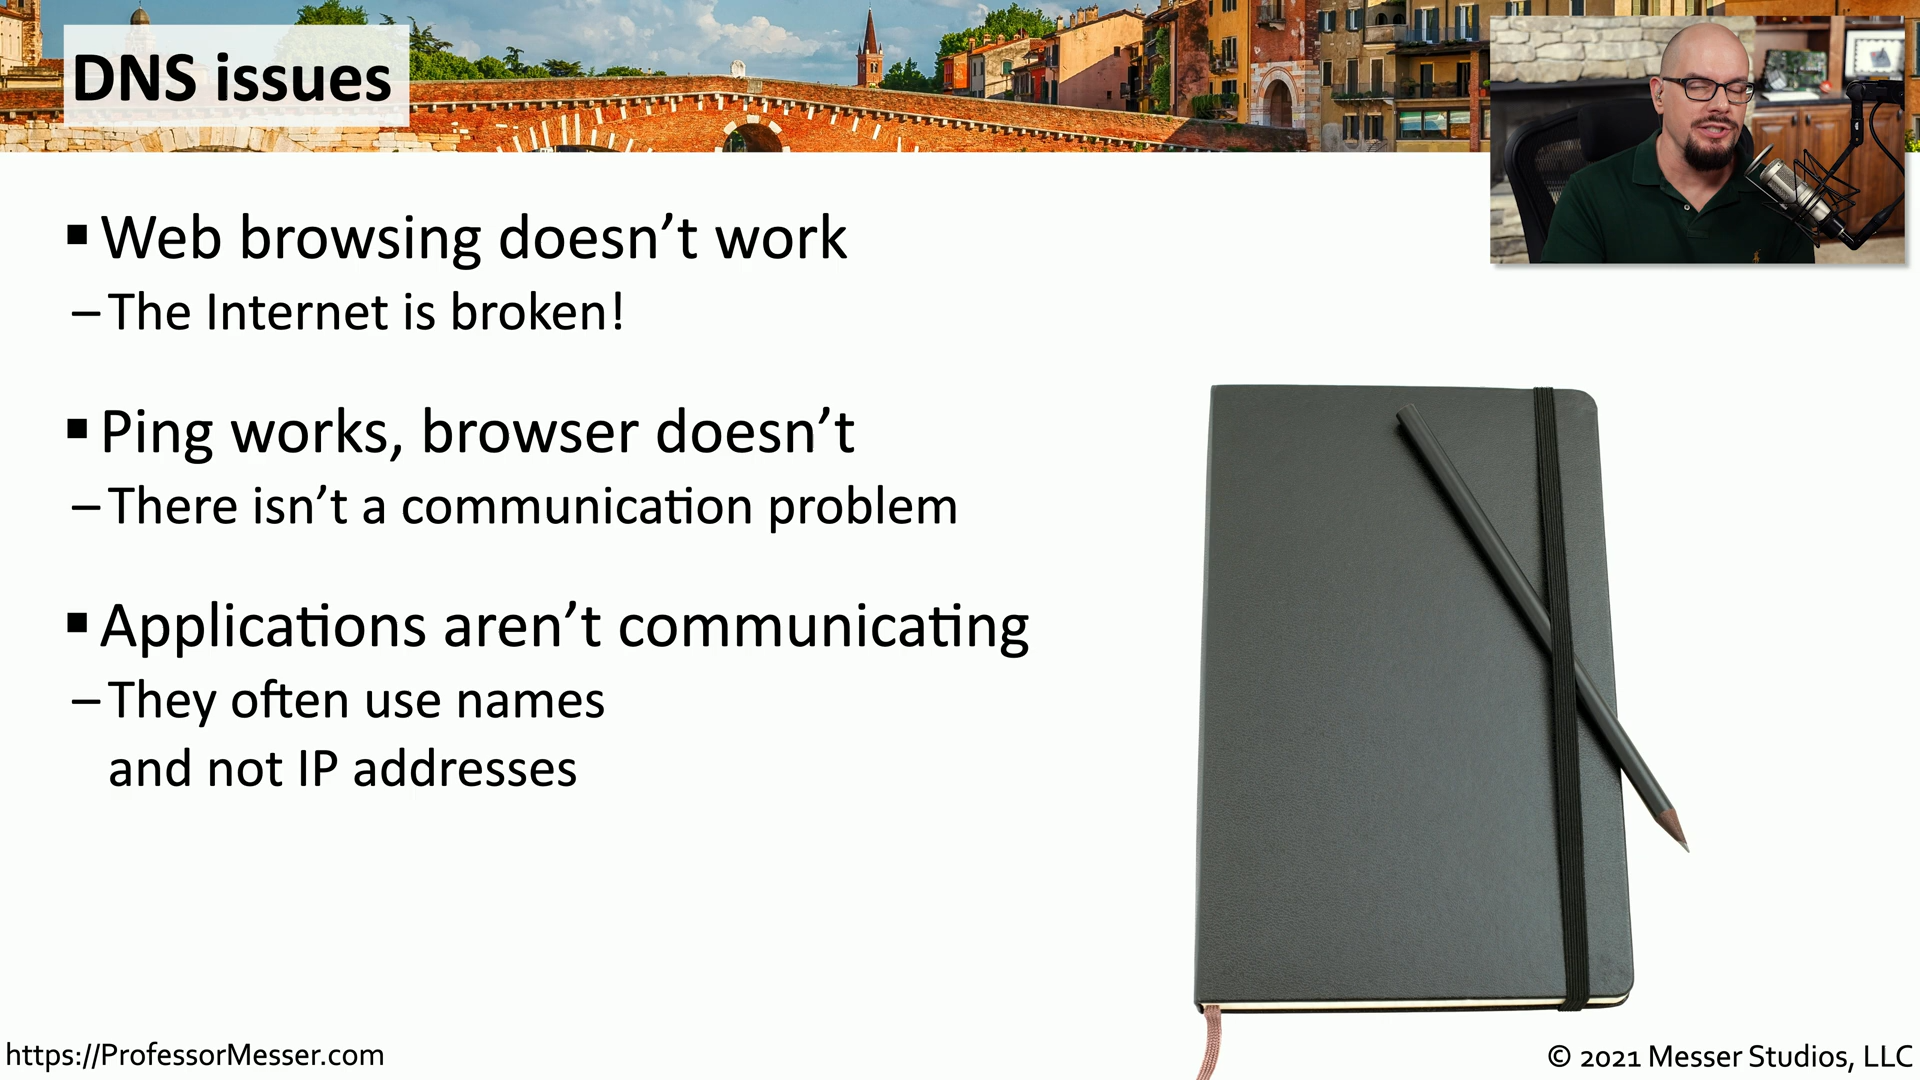 DNS issues
▪ Web browsing doesn’t work
– The Internet is broken!
▪ Ping works, browser doesn’t
– There isn’t a communication problem
▪ Applications aren’t communicating
– They often use names
and not IP addresses
https://ProfessorMesser.com
© 2021 Messer Studios, LLC